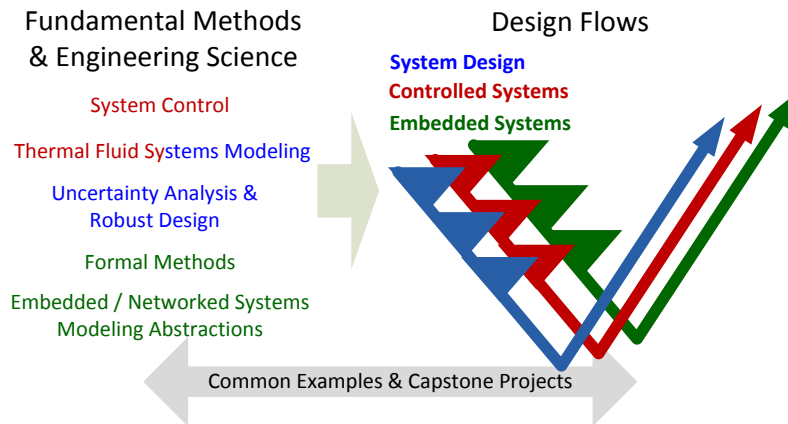 Fundamental Methods
& Engineering Science
System Control
Thermal Fluid Systems Modeling
Uncertainty Analysis &
Robust Design
Formal Methods
Embedded / Networked Systems
Modeling Abstractions
Design Flows
System Design
Controlled Systems
Embedded Systems
Common Examples & Capstone Projects